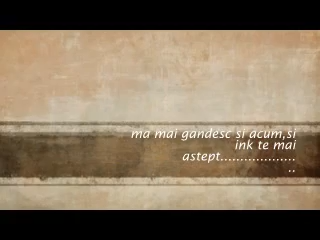 ma mai gandesc si acum,si
ink te mai
astept...................
..